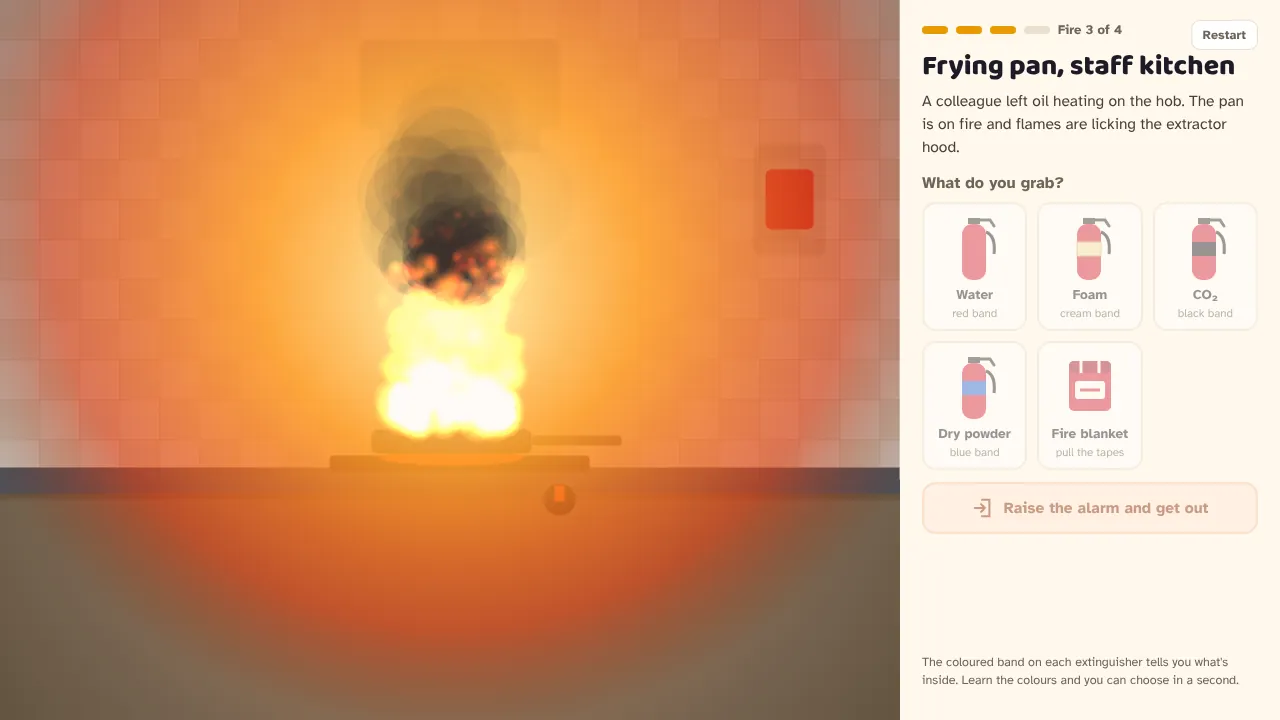 Fire 3 of 4
Restart
Frying pan, staff kitchen
A colleague left oil heating on the hob. The pan
is on fire and flames are licking the extractor
hood.
What do you grab?
Water
red band
Foam
cream band
CO₂
black band
Dry powder
blue band
Fire blanket
pull the tapes
Raise the alarm and get out
The coloured band on each extinguisher tells you what's
inside. Learn the colours and you can choose in a second.